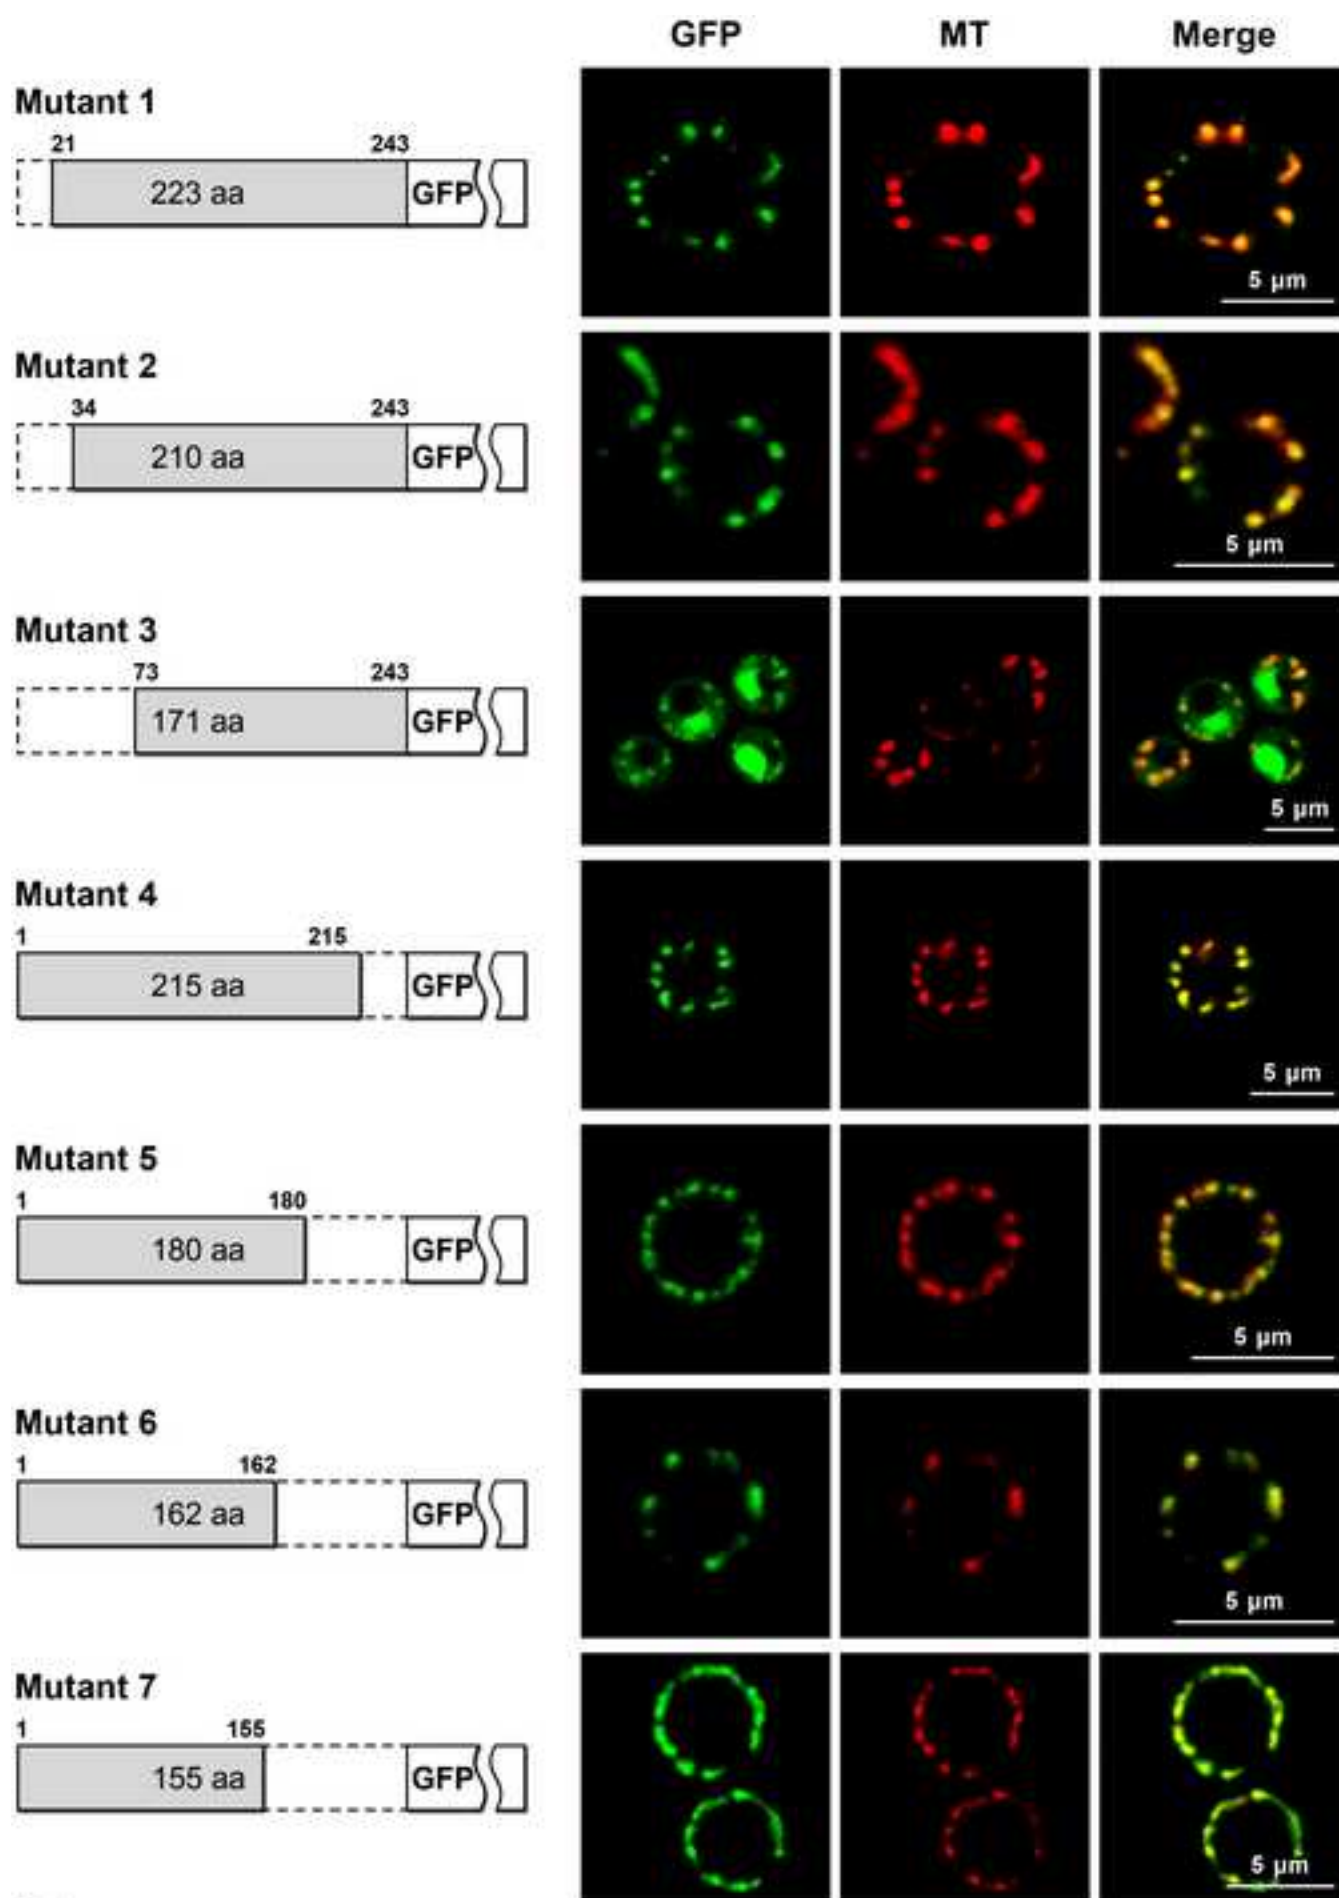 GFP MT Merge
Mutant 1
21 243
223 aa GFP
5 µm
Mutant 2
34 243
210 aa GFP
5 µm
Mutant 3
73 243
171 aa GFP
5 µm
Mutant 4
1 215
215 aa GFP
5 µm
Mutant 5
1 180
180 aa GFP
5 µm
Mutant 6
1 162
162 aa GFP
5 µm
Mutant 7
1 155
155 aa GFP
5 µm